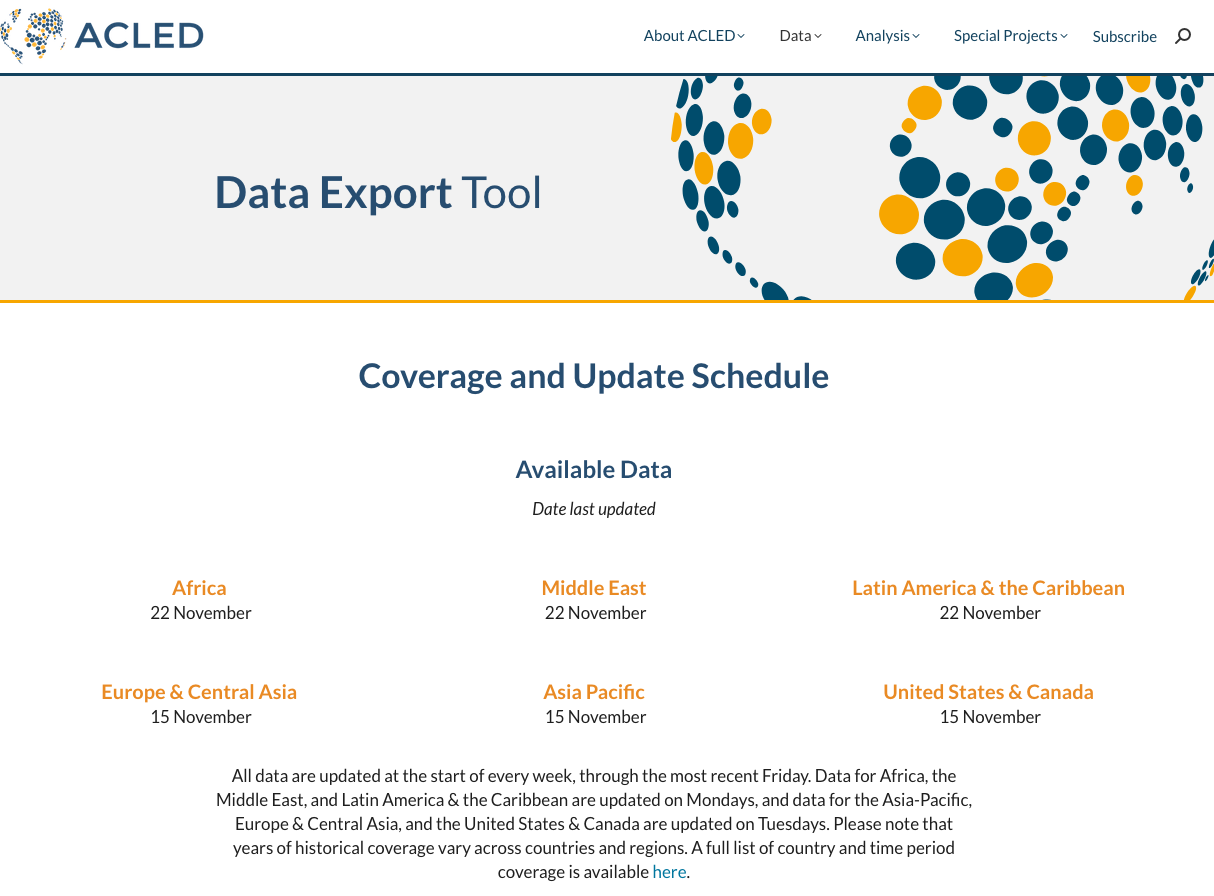 ACLED
About ACLED
Data
Analysis
Special Projects
Subscribe
Data Export Tool
Coverage and Update Schedule
Available Data
Date last updated
Africa
22 November
Middle East
22 November
Latin America & the Caribbean
22 November
Europe & Central Asia
15 November
Asia Pacific
15 November
United States & Canada
15 November
All data are updated at the start of every week, through the most recent Friday. Data for Africa, the
Middle East, and Latin America & the Caribbean are updated on Mondays, and data for the Asia-Pacific,
Europe & Central Asia, and the United States & Canada are updated on Tuesdays. Please note that
years of historical coverage vary across countries and regions. A full list of country and time period
coverage is available here.